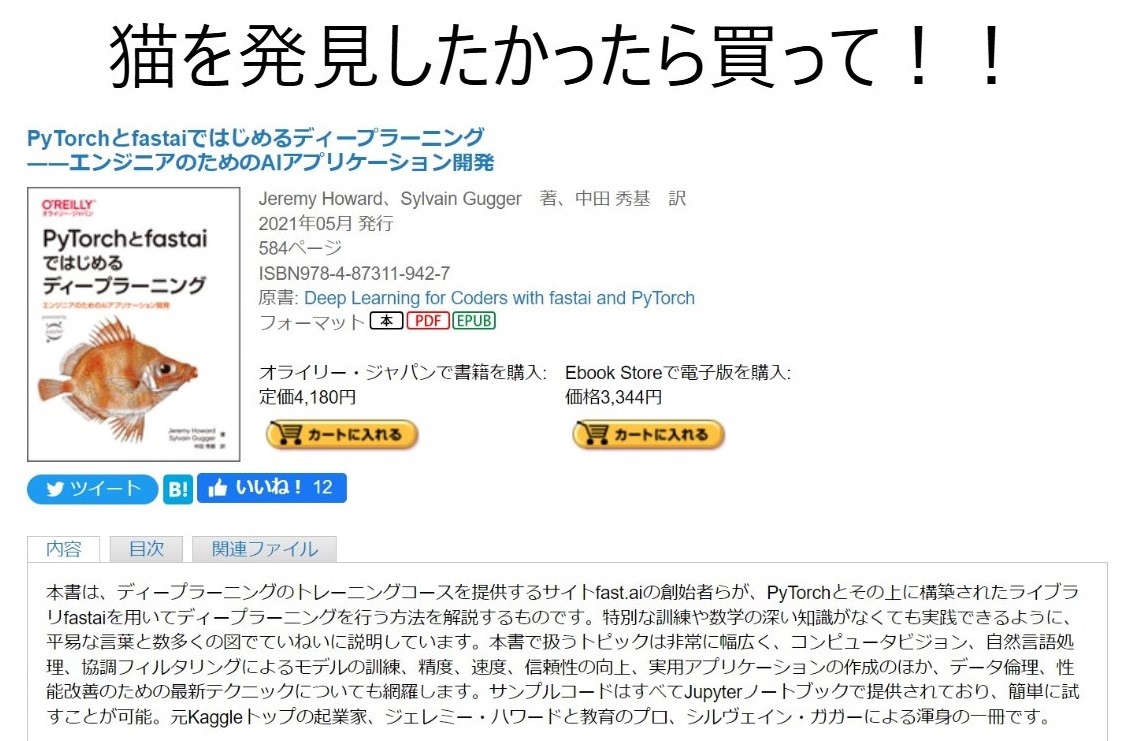 猫を発見したかったら買って！！
PyTorchとfastaiではじめるディープラーニング
――エンジニアのためのAIアプリケーション開発
O'REILLY
オライリー・ジャパン
PyTorchとfastai
ではじめる
ディープラーニング
エンジニアのためのAIアプリケーション開発
Jeremy Howard
Sylvain Gugger 著
中田 秀基 訳
Jeremy Howard、Sylvain Gugger　著、中田 秀基　訳
2021年05月 発行
584ページ
ISBN978-4-87311-942-7
原書: Deep Learning for Coders with fastai and PyTorch
フォーマット 本 PDF EPUB
オライリー・ジャパンで書籍を購入:
定価4,180円
カートに入れる
Ebook Storeで電子版を購入:
価格3,344円
カートに入れる
ツイート B! いいね！ 12
内容 目次 関連ファイル
本書は、ディープラーニングのトレーニングコースを提供するサイトfast.aiの創始者らが、PyTorchとその上に構築されたライブラ
リfastaiを用いてディープラーニングを行う方法を解説するものです。特別な訓練や数学の深い知識がなくても実践できるように、
平易な言葉と数多くの図でていねいに説明しています。本書で扱うトピックは非常に幅広く、コンピュータビジョン、自然言語処
理、協調フィルタリングによるモデルの訓練、精度、速度、信頼性の向上、実用アプリケーションの作成のほか、データ倫理、性
能改善のための最新テクニックについても網羅します。サンプルコードはすべてJupyterノートブックで提供されており、簡単に試
すことが可能。元Kaggleトップの起業家、ジェレミー・ハワードと教育のプロ、シルヴェイン・ガガーによる渾身の一冊です。